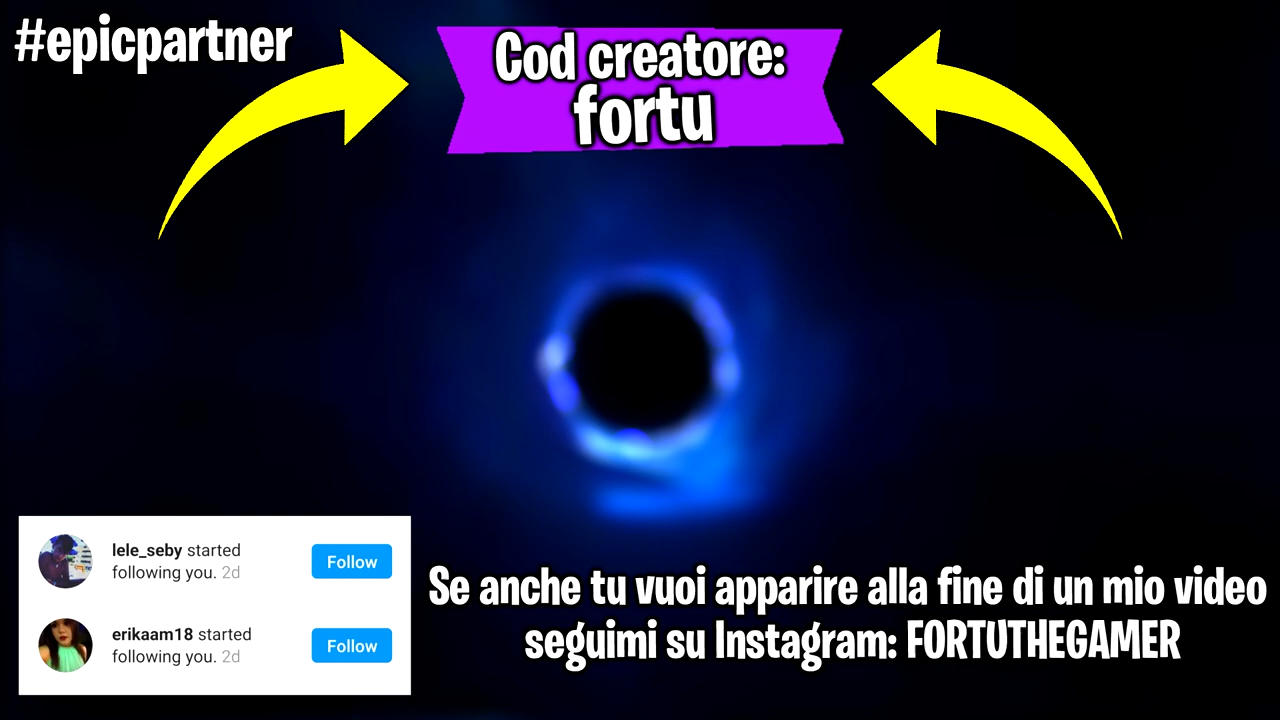 #epicpartner
Cod creatore:
fortu
lele_seby started
following you. 2d
Follow
erikaam18 started
following you. 2d
Follow
Se anche tu vuoi apparire alla fine di un mio video
seguimi su Instagram: FORTUTHEGAMER